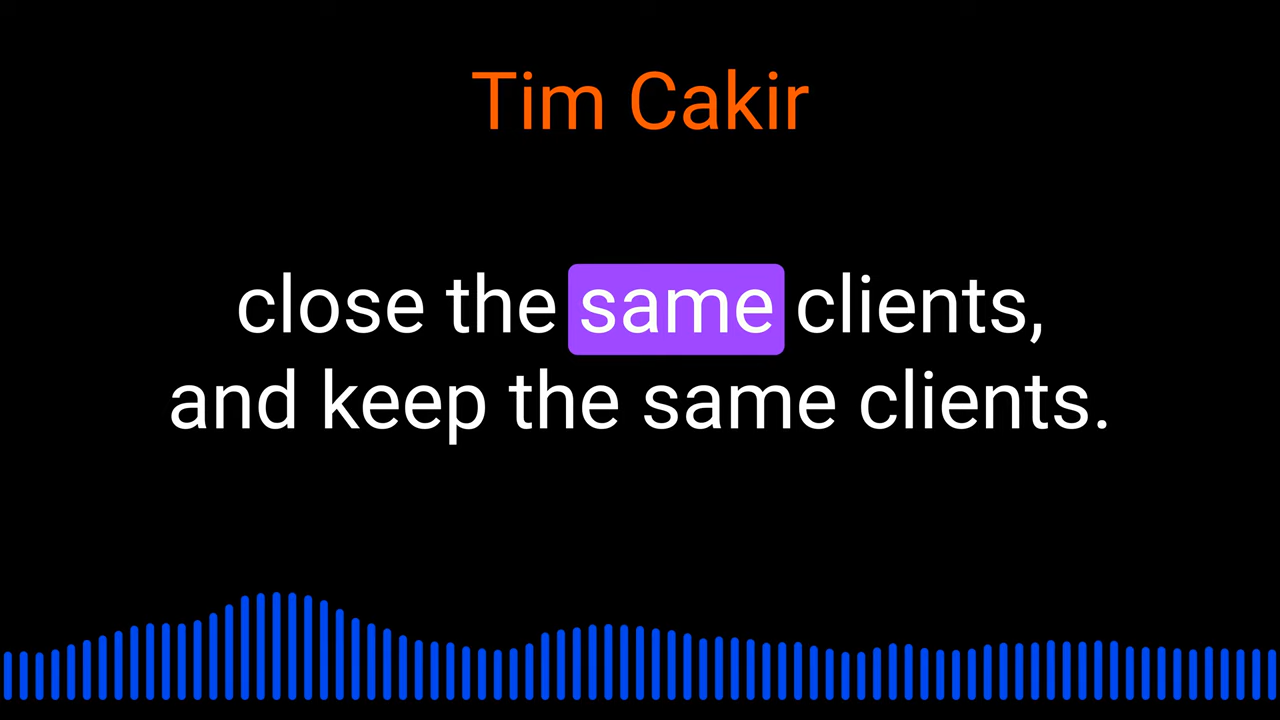 Tim Cakir
close the same clients,
and keep the same clients.